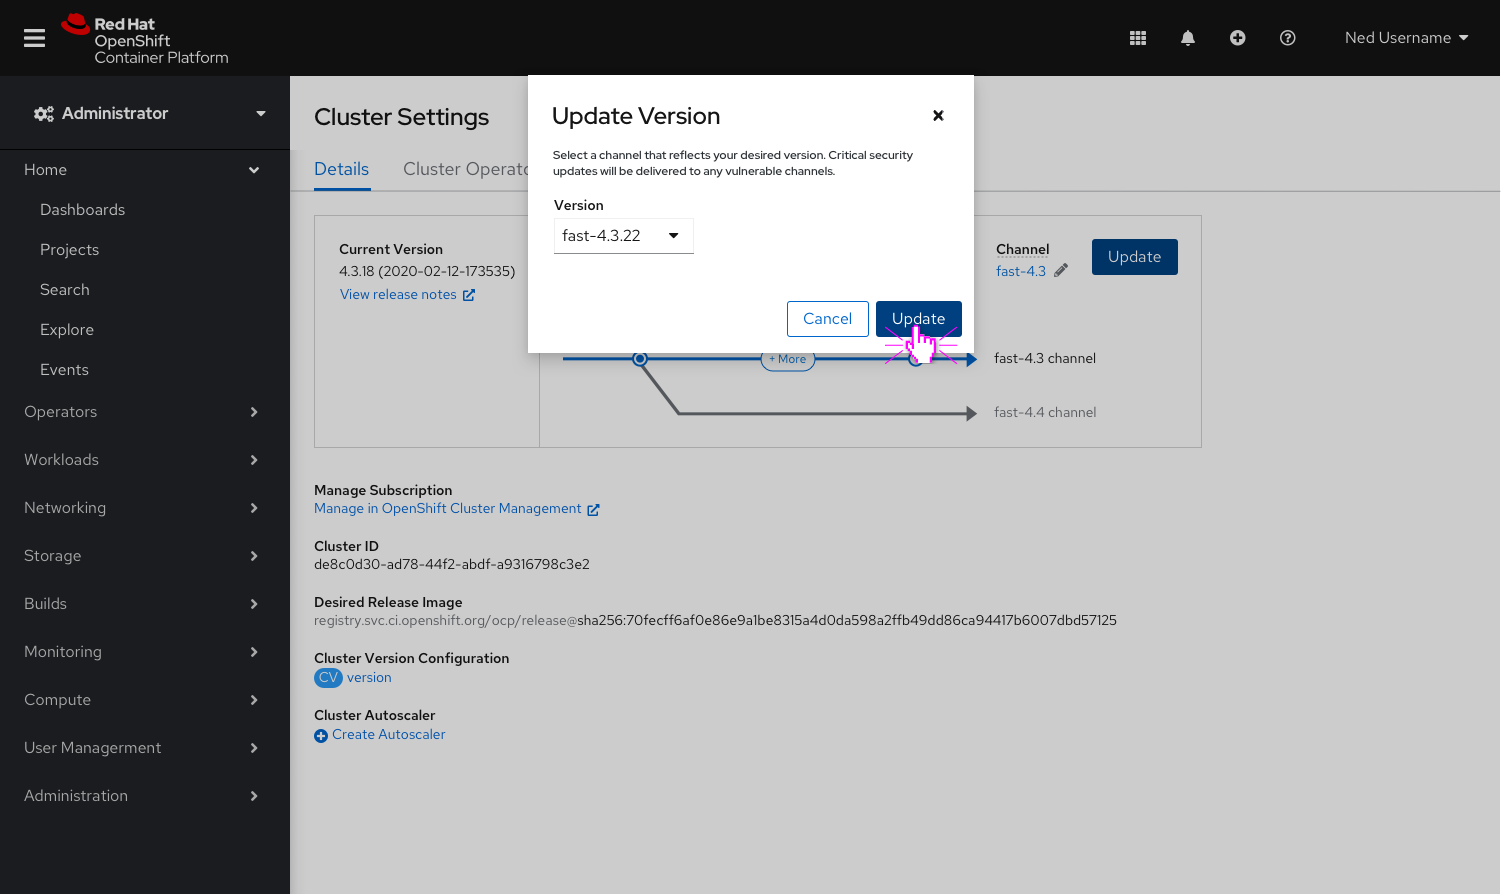 Red Hat
OpenShift
Container Platform
Ned Username
Administrator
Home
Dashboards
Projects
Search
Explore
Events
Operators
Workloads
Networking
Storage
Builds
Monitoring
Compute
User Managerment
Administration
Cluster Settings
Details
Cluster Operato
Current Version
4.3.18 (2020-02-12-173535)
View release notes
Channel
fast-4.3
Update
Update Version
Select a channel that reflects your desired version. Critical security
updates will be delivered to any vulnerable channels.
Version
fast-4.3.22
Cancel
Update
+ More
fast-4.3 channel
fast-4.4 channel
Manage Subscription
Manage in OpenShift Cluster Management
Cluster ID
de8c0d30-ad78-44f2-abdf-a9316798c3e2
Desired Release Image
registry.svc.ci.openshift.org/ocp/release@sha256:70fecff6af0e86e9a1be8315a4d0da598a2ffb49dd86ca94417b6007dbd57125
Cluster Version Configuration
CV version
Cluster Autoscaler
Create Autoscaler